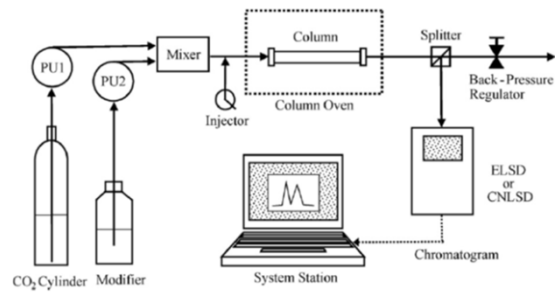 PU1
PU2
Mixer
Column
Injector
Column Oven
Splitter
Back-Pressure
Regulator
ELSD
or
CNLSD
Chromatogram
CO₂ Cylinder
Modifier
System Station